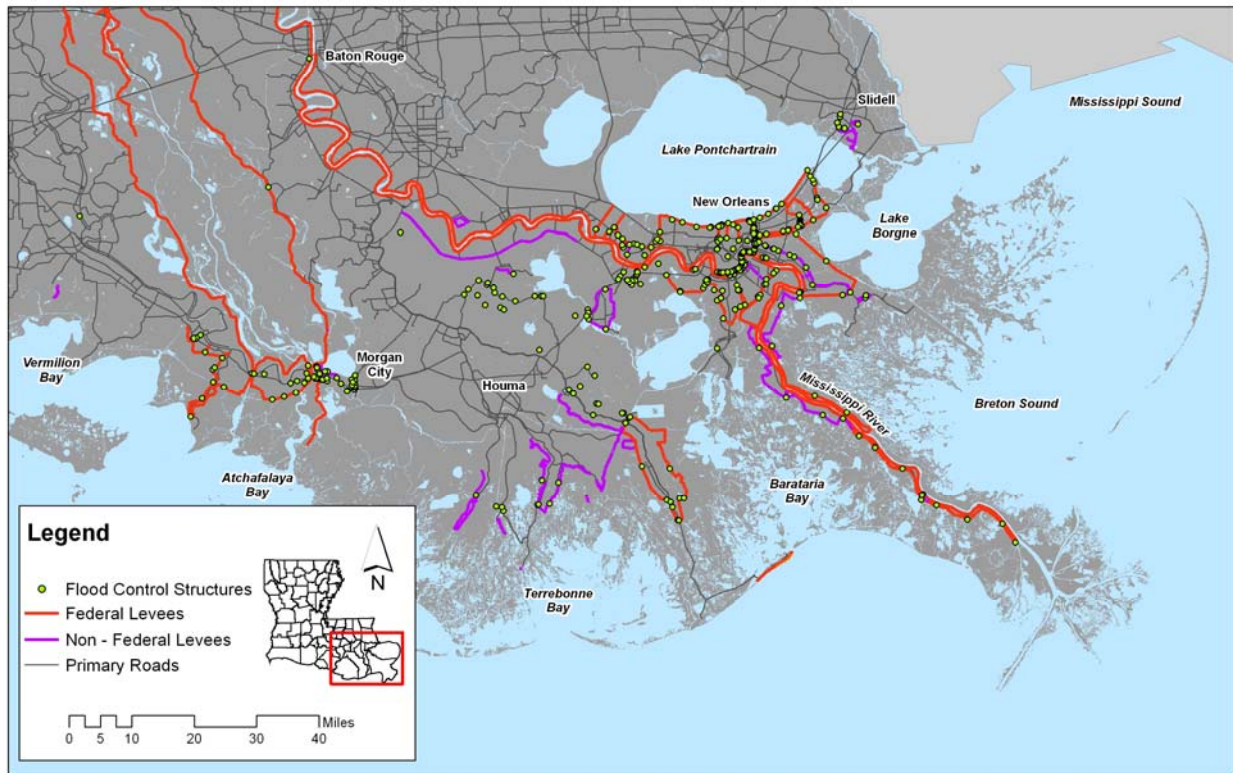 Baton Rouge
Slidell
Mississippi Sound
Lake Pontchartrain
New Orleans
Lake
Borgne
Vermilion
Bay
Morgan
City
Houma
Mississippi River
Breton Sound
Atchafalaya
Bay
Barataria
Bay
Terrebonne
Bay
Legend
N
Flood Control Structures
Federal Levees
Non - Federal Levees
Primary Roads
Miles
0 5 10 20 30 40